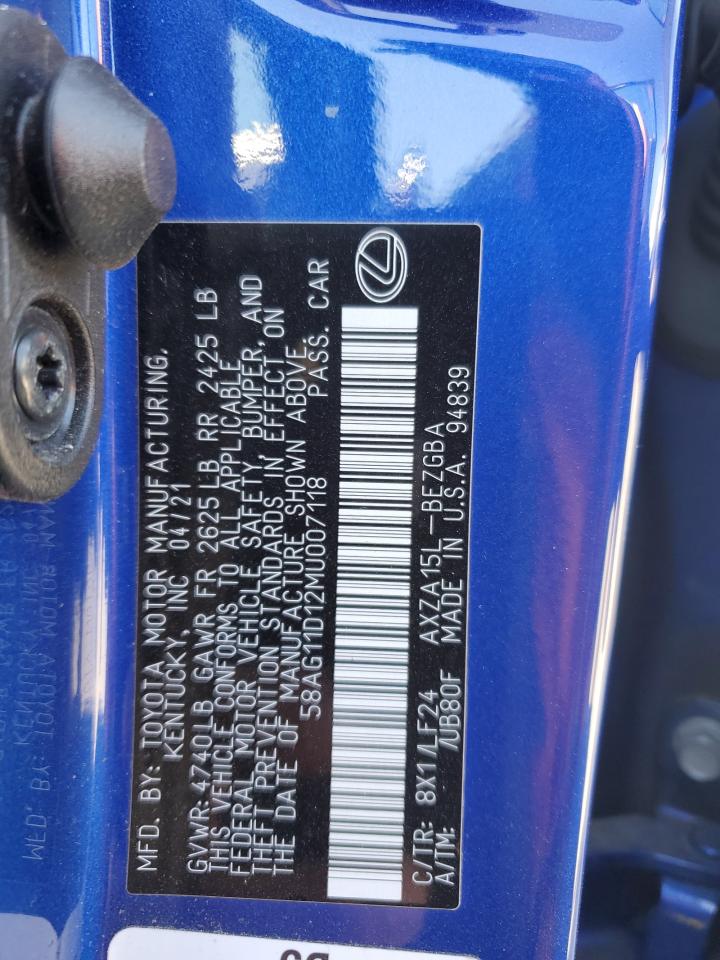 MFD. BY: TOYOTA MOTOR MANUFACTURING,
KENTUCKY, INC 04/21
GVWR: 4740LB GAWR FR 2625 LB RR 2425 LB
THIS VEHICLE CONFORMS TO ALL APPLICABLE
FEDERAL MOTOR VEHICLE SAFETY, BUMPER, AND
THEFT PREVENTION STANDARDS IN EFFECT ON
THE DATE OF MANUFACTURE SHOWN ABOVE.
58AG11D12MU007118 PASS. CAR
C/TR: 8X1/LF24 AXZA15L-BEZGBA
A/TM: /UB80F MADE IN U.S.A. 94839